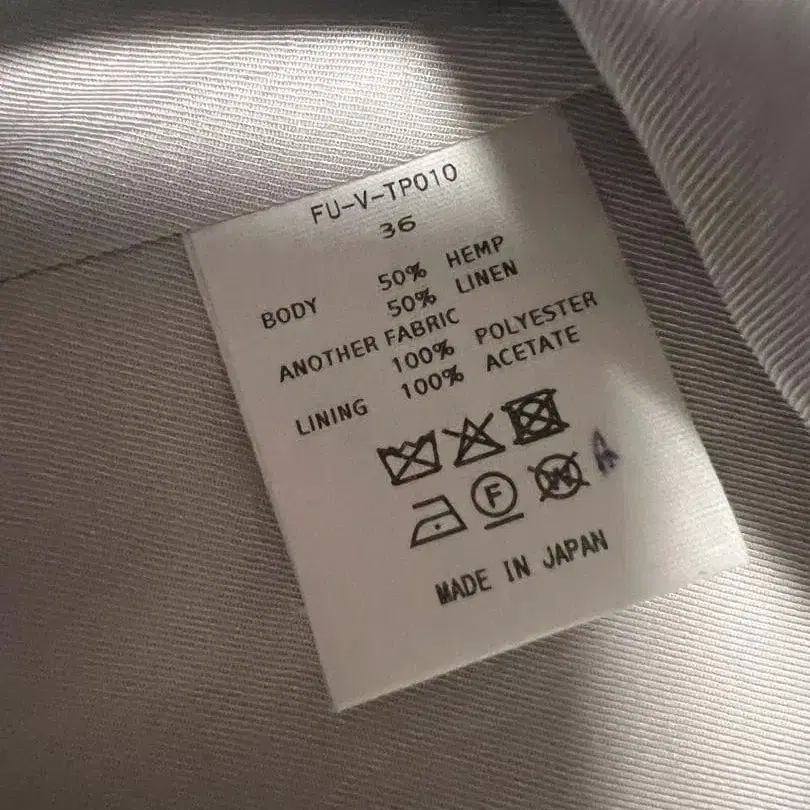 FU-V-TP010
36
BODY 50% HEMP
50% LINEN
ANOTHER FABRIC
100% POLYESTER
LINING 100% ACETATE
F
W
A
MADE IN JAPAN